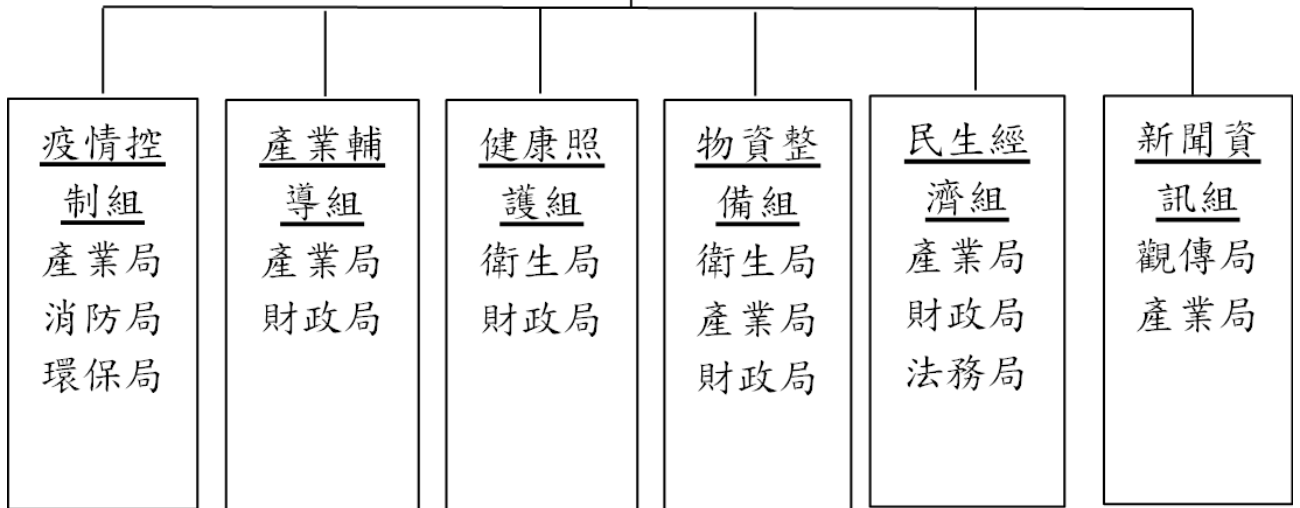 疫情控
制組
產業局
消防局
環保局
產業輔
導組
產業局
財政局
健康照
護組
衛生局
財政局
物資整
備組
衛生局
產業局
財政局
民生經
濟組
產業局
財政局
法務局
新聞資
訊組
觀傳局
產業局